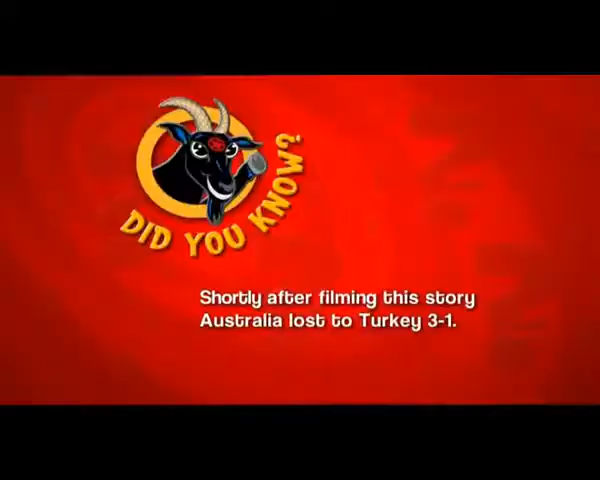 DID YOU KNOW?
Shortly after filming this story
Australia lost to Turkey 3-1.